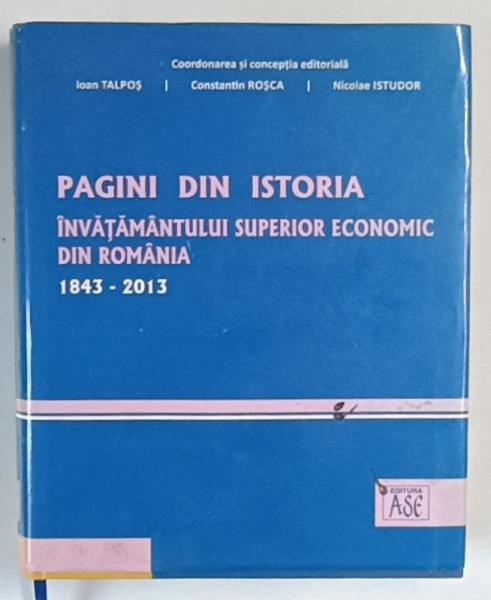 Coordonarea și concepția editorială
Ioan TALPOȘ | Constantin ROȘCA | Nicolae ISTUDOR
PAGINI DIN ISTORIA
ÎNVĂȚĂMÂNTULUI SUPERIOR ECONOMIC
DIN ROMÂNIA
1843 - 2013
EDITURA
ASE